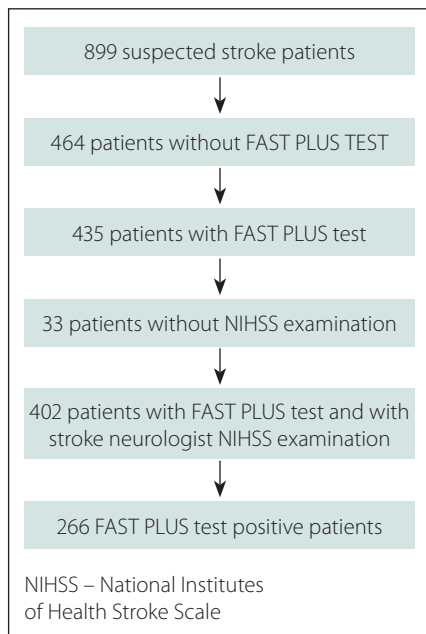 899 suspected stroke patients
464 patients without FAST PLUS TEST
435 patients with FAST PLUS test
33 patients without NIHSS examination
402 patients with FAST PLUS test and with
stroke neurologist NIHSS examination
266 FAST PLUS test positive patients
NIHSS – National Institutes
of Health Stroke Scale